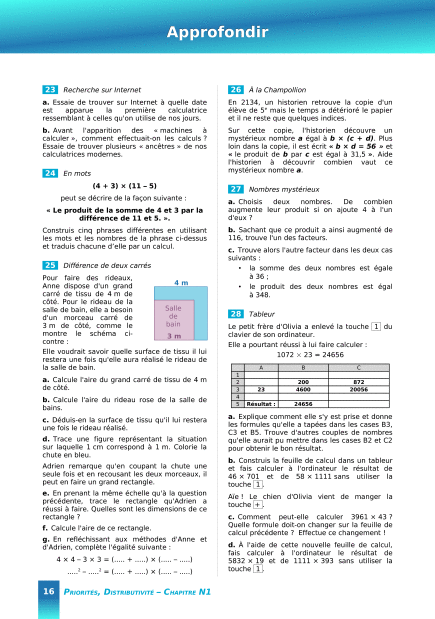 Approfondir
23 Recherche sur Internet
a. Essaie de trouver sur Internet à quelle date
est apparue la première calculatrice
ressemblant à celles qu'on utilise de nos jours.
b. Avant l'apparition des « machines à
calculer », comment effectuait-on les calculs ?
Essaie de trouver plusieurs « ancêtres » de nos
calculatrices modernes.
24 En mots
(4 + 3) × (11 – 5)
peut se décrire de la façon suivante :
« Le produit de la somme de 4 et 3 par la
différence de 11 et 5. ».
Construis cinq phrases différentes en utilisant
les mots et les nombres de la phrase ci-dessus
et traduis chacune d'elle par un calcul.
25 Différence de deux carrés
Pour faire des rideaux,
Anne dispose d'un grand
carré de tissu de 4 m de
côté. Pour le rideau de la
salle de bain, elle a besoin
d'un morceau carré de
3 m de côté, comme le
montre le schéma ci-
contre :
4 m
Salle
de
bain
3 m
Elle voudrait savoir quelle surface de tissu il lui
restera une fois qu'elle aura réalisé le rideau de
la salle de bain.
a. Calcule l'aire du grand carré de tissu de 4 m
de côté.
b. Calcule l'aire du rideau rose de la salle de
bains.
c. Déduis-en la surface de tissu qu'il lui restera
une fois le rideau réalisé.
d. Trace une figure représentant la situation
sur laquelle 1 cm correspond à 1 m. Colorie la
chute en bleu.
Adrien remarque qu'en coupant la chute une
seule fois et en recousant les deux morceaux, il
peut en faire un grand rectangle.
e. En prenant la même échelle qu'à la question
précédente, trace le rectangle qu'Adrien a
réussi à faire. Quelles sont les dimensions de ce
rectangle ?
f. Calcule l'aire de ce rectangle.
g. En refléchissant aux méthodes d'Anne et
d'Adrien, complète l'égalité suivante :
4 × 4 – 3 × 3 = (..... + .....) × (..... – .....)
.....² – .....² = (..... + .....) × (..... – .....)
26 À la Champollion
En 2134, un historien retrouve la copie d'un
élève de 5ᵉ mais le temps a détérioré le papier
et il ne reste que quelques indices.
Sur cette copie, l'historien découvre un
mystérieux nombre a égal à b × (c + d). Plus
loin dans la copie, il est écrit « b × d = 56 » et
« le produit de b par c est égal à 31,5 ». Aide
l'historien à découvrir combien vaut ce
mystérieux nombre a.
27 Nombres mystérieux
a. Choisis deux nombres. De combien
augmente leur produit si on ajoute 4 à l'un
d'eux ?
b. Sachant que ce produit a ainsi augmenté de
116, trouve l'un des facteurs.
c. Trouve alors l'autre facteur dans les deux cas
suivants :
• la somme des deux nombres est égale
à 36 ;
• le produit des deux nombres est égal
à 348.
28 Tableur
Le petit frère d'Olivia a enlevé la touche 1 du
clavier de son ordinateur.
Elle a pourtant réussi à lui faire calculer :
1072 × 23 = 24656
A B C
1
2 200 872
3 23 4600 20056
4
5 Résultat : 24656
a. Explique comment elle s'y est prise et donne
les formules qu'elle a tapées dans les cases B3,
C3 et B5. Trouve d'autres couples de nombres
qu'elle aurait pu mettre dans les cases B2 et C2
pour obtenir le bon résultat.
b. Construis la feuille de calcul dans un tableur
et fais calculer à l'ordinateur le résultat de
46 × 701 et de 58 × 1111 sans utiliser la
touche 1.
Aïe ! Le chien d'Olivia vient de manger la
touche +.
c. Comment peut-elle calculer 3961 × 43 ?
Quelle formule doit-on changer sur la feuille de
calcul précédente ? Effectue ce changement !
d. À l'aide de cette nouvelle feuille de calcul,
fais calculer à l'ordinateur le résultat de
5832 × 19 et de 1111 × 393 sans utiliser la
touche 1.
16 PRIORITÉS, DISTRIBUTIVITÉ – CHAPITRE N1